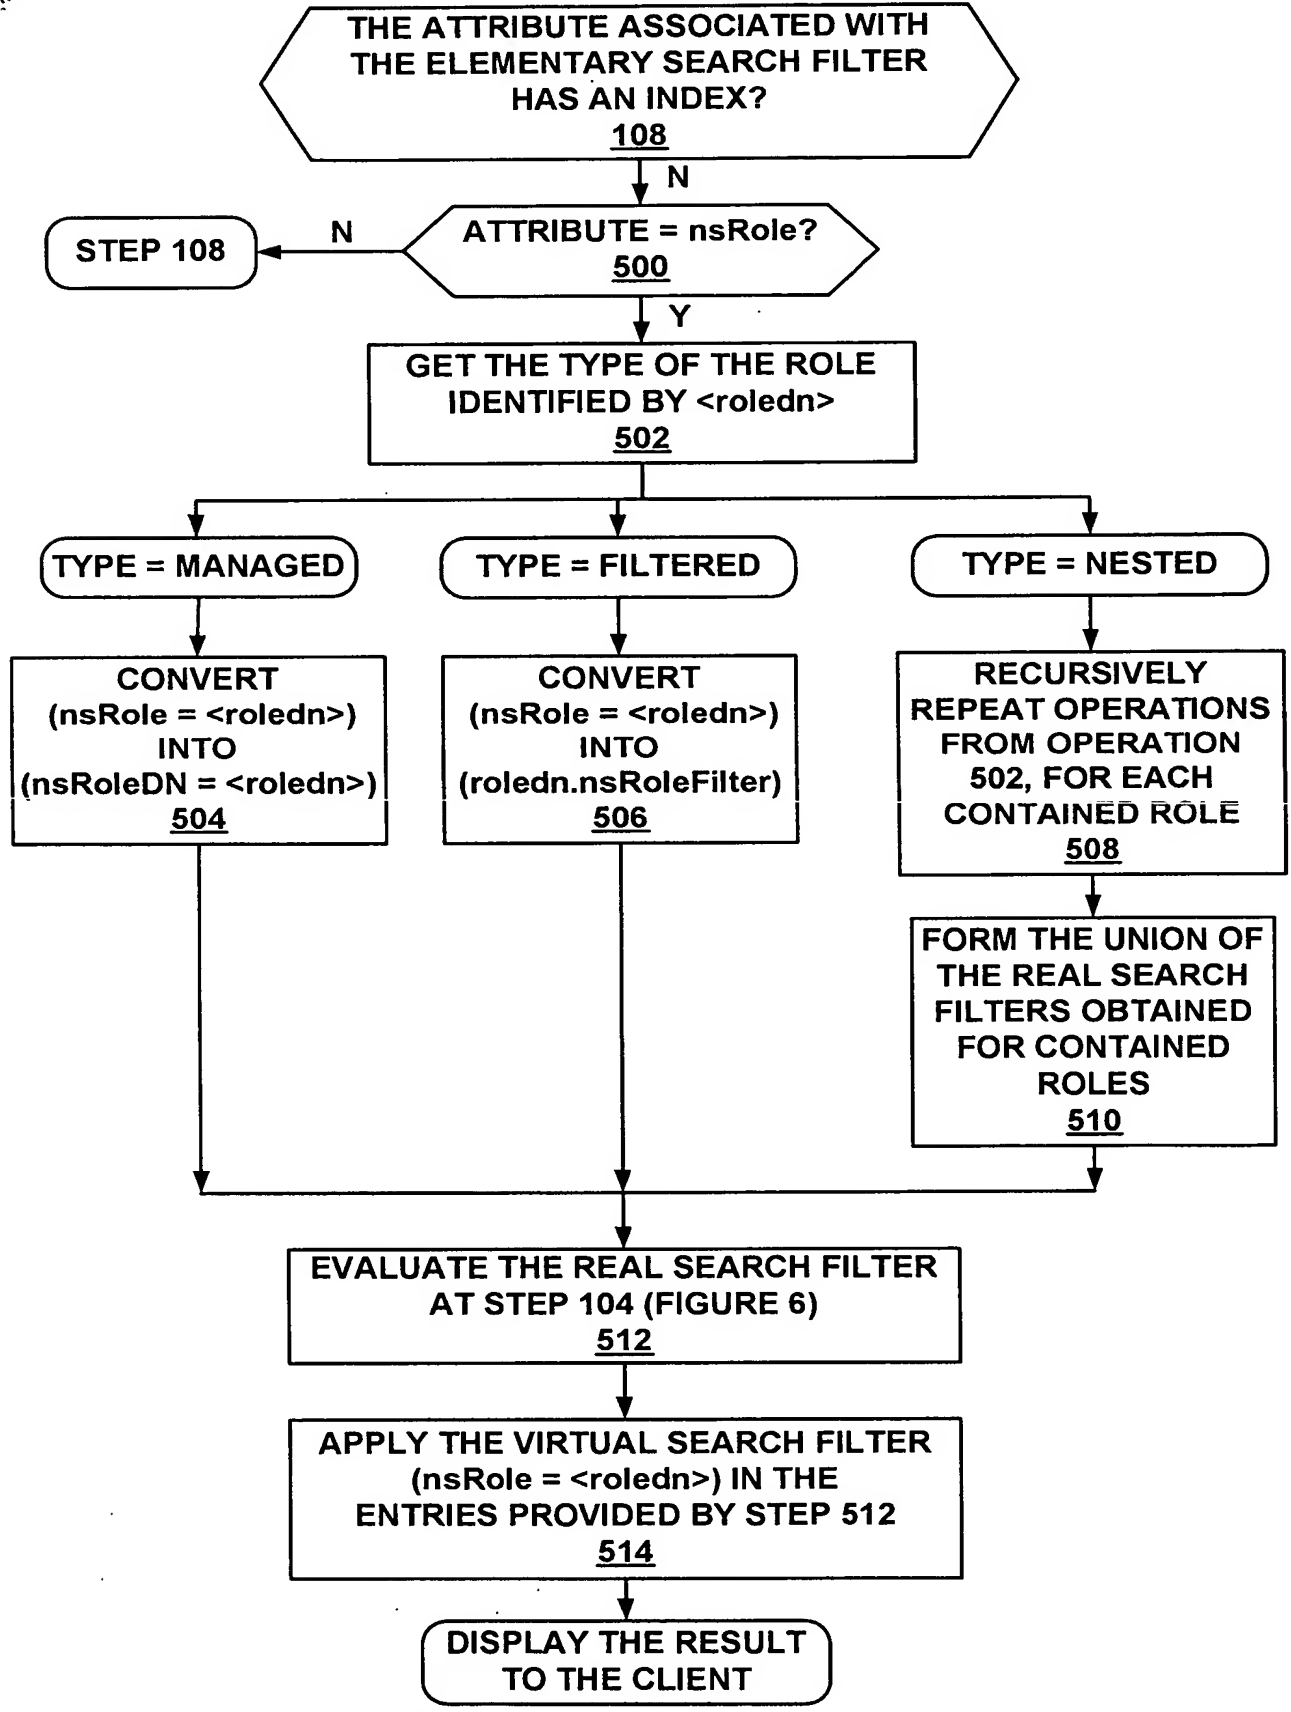 THE ATTRIBUTE ASSOCIATED WITH
THE ELEMENTARY SEARCH FILTER
HAS AN INDEX?
108
N
ATTRIBUTE = nsRole?
500
N
STEP 108
Y
GET THE TYPE OF THE ROLE
IDENTIFIED BY <roledn>
502
TYPE = MANAGED
TYPE = FILTERED
TYPE = NESTED
CONVERT
(nsRole = <roledn>)
INTO
(nsRoleDN = <roledn>)
504
CONVERT
(nsRole = <roledn>)
INTO
(roledn.nsRoleFilter)
506
RECURSIVELY
REPEAT OPERATIONS
FROM OPERATION
502, FOR EACH
CONTAINED ROLE
508
FORM THE UNION OF
THE REAL SEARCH
FILTERS OBTAINED
FOR CONTAINED
ROLES
510
EVALUATE THE REAL SEARCH FILTER
AT STEP 104 (FIGURE 6)
512
APPLY THE VIRTUAL SEARCH FILTER
(nsRole = <roledn>) IN THE
ENTRIES PROVIDED BY STEP 512
514
DISPLAY THE RESULT
TO THE CLIENT